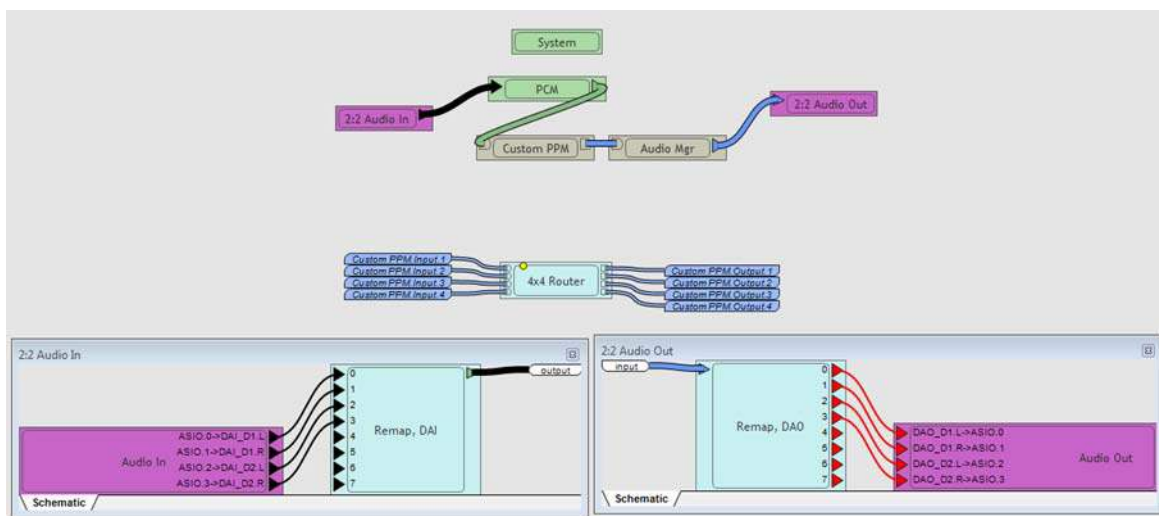 System
PCM
2:2 Audio In
2:2 Audio Out
Custom PPM
Audio Mgr
Custom PPM.Input.1
Custom PPM.Input.2
Custom PPM.Input.3
Custom PPM.Input.4
4x4 Router
Custom PPM.Output.1
Custom PPM.Output.2
Custom PPM.Output.3
Custom PPM.Output.4
2:2 Audio In
output
0
1
2
3
4
5
6
7
Remap, DAI
ASIO.0->DAI_D1.L
ASIO.1->DAI_D1.R
ASIO.2->DAI_D2.L
ASIO.3->DAI_D2.R
Audio In
Schematic
2:2 Audio Out
input
Remap, DAO
0
1
2
3
4
5
6
7
DAO_D1.L->ASIO.0
DAO_D1.R->ASIO.1
DAO_D2.L->ASIO.2
DAO_D2.R->ASIO.3
Audio Out
Schematic